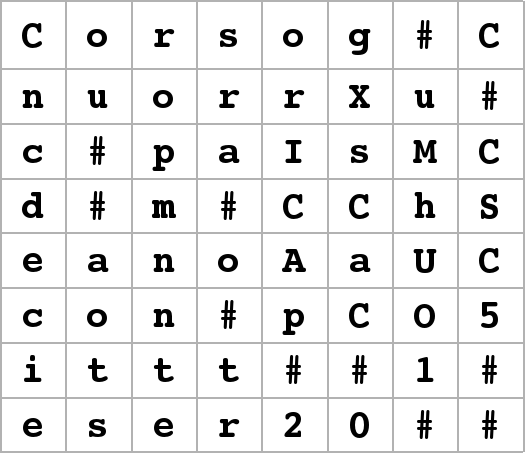 C o r s o g # C
n u o r r X u #
c # p a I s M C
d # m # C C h S
e a n o A a U C
c o n # p C O 5
i t t t # # 1 #
e s e r 2 0 # #